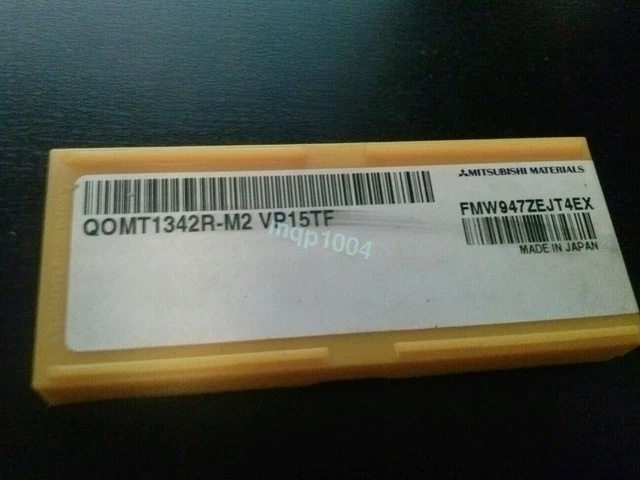 MITSUBISHI MATERIALS
QOMT1342R-M2 VP15TF
FMW947ZEJT4EX
MADE IN JAPAN
mqp1004